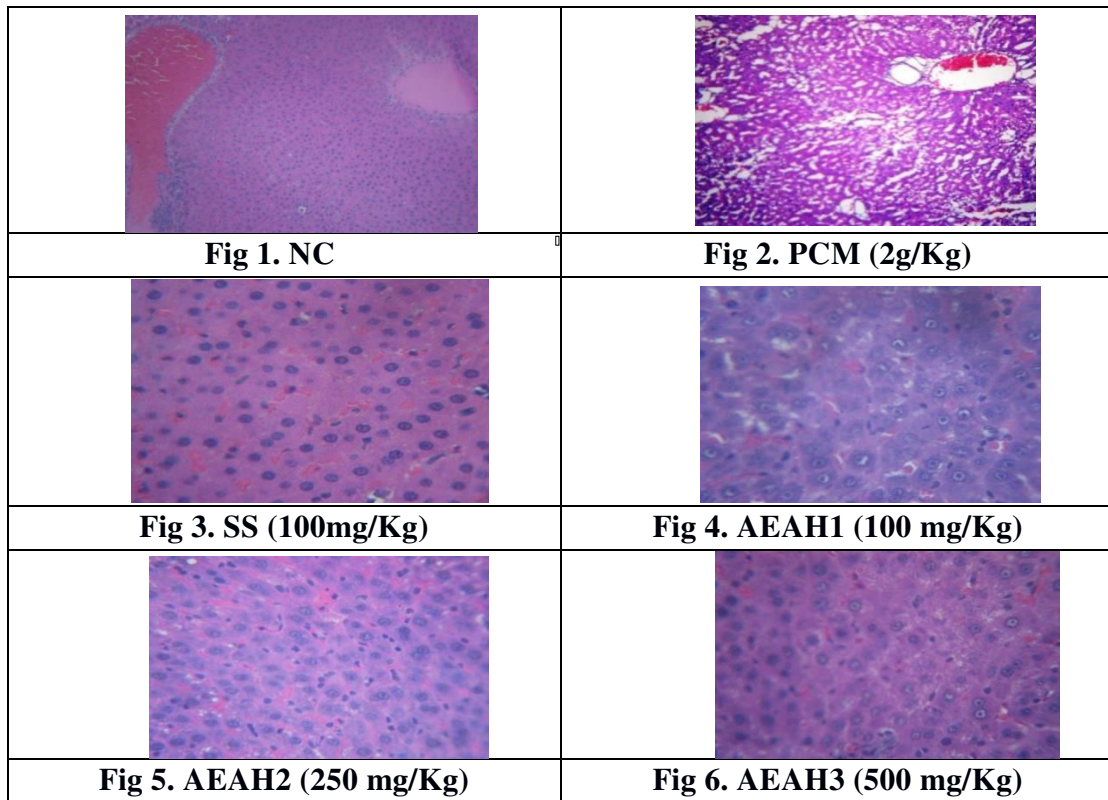 Fig 1. NC
Fig 2. PCM (2g/Kg)
Fig 3. SS (100mg/Kg)
Fig 4. AEAH1 (100 mg/Kg)
Fig 5. AEAH2 (250 mg/Kg)
Fig 6. AEAH3 (500 mg/Kg)